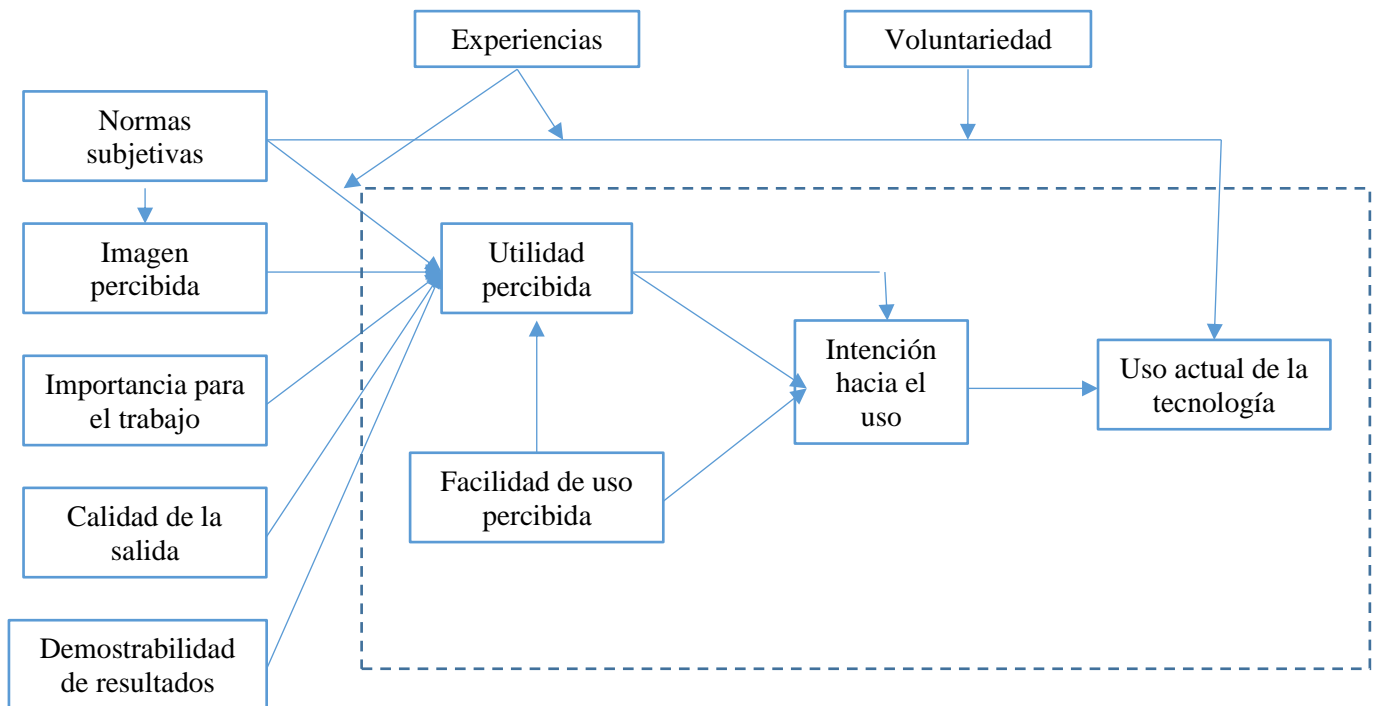 Experiencias
Voluntariedad
Normas
subjetivas
Imagen
percibida
Utilidad
percibida
Intención
hacia el
uso
Uso actual de la
tecnología
Importancia para
el trabajo
Facilidad de uso
percibida
Calidad de la
salida
Demostrabilidad
de resultados